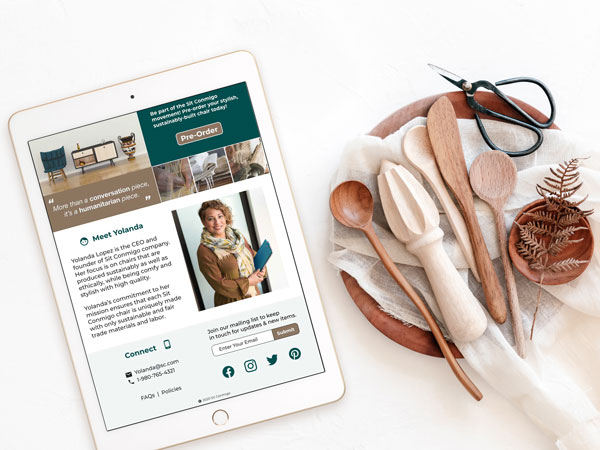 Be part of the Sit Conmigo
movement! Pre-order your stylish,
sustainably-built chair today!
Pre-Order
“More than a conversation piece,
it's a humanitarian piece.”
Meet Yolanda
Yolanda Lopez is the CEO and
founder of Sit Conmigo company.
Her focus is on chairs that are
produced sustainably as well as
ethically, while being comfy and
stylish with high quality.
Yolanda's commitment to her
mission ensures that each Sit
Conmigo chair is uniquely made
with only sustainable and fair
trade materials and labor.
Connect
Yolanda@sc.com
1-980-765-4321
FAQs | Policies
Join our mailing list to keep
in touch for updates & new items.
Enter Your Email
Submit
Sit Conmigo